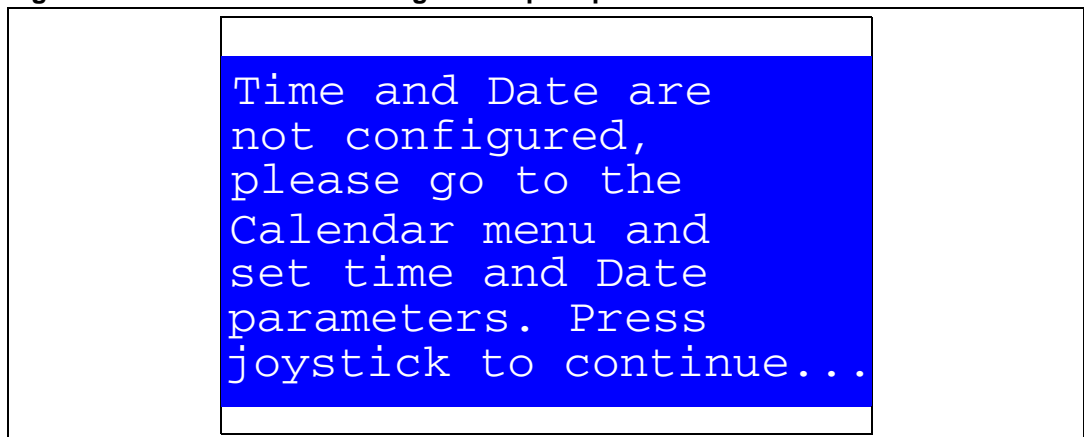 Time and Date are
not configured,
please go to the
Calendar menu and
set time and Date
parameters. Press
joystick to continue...